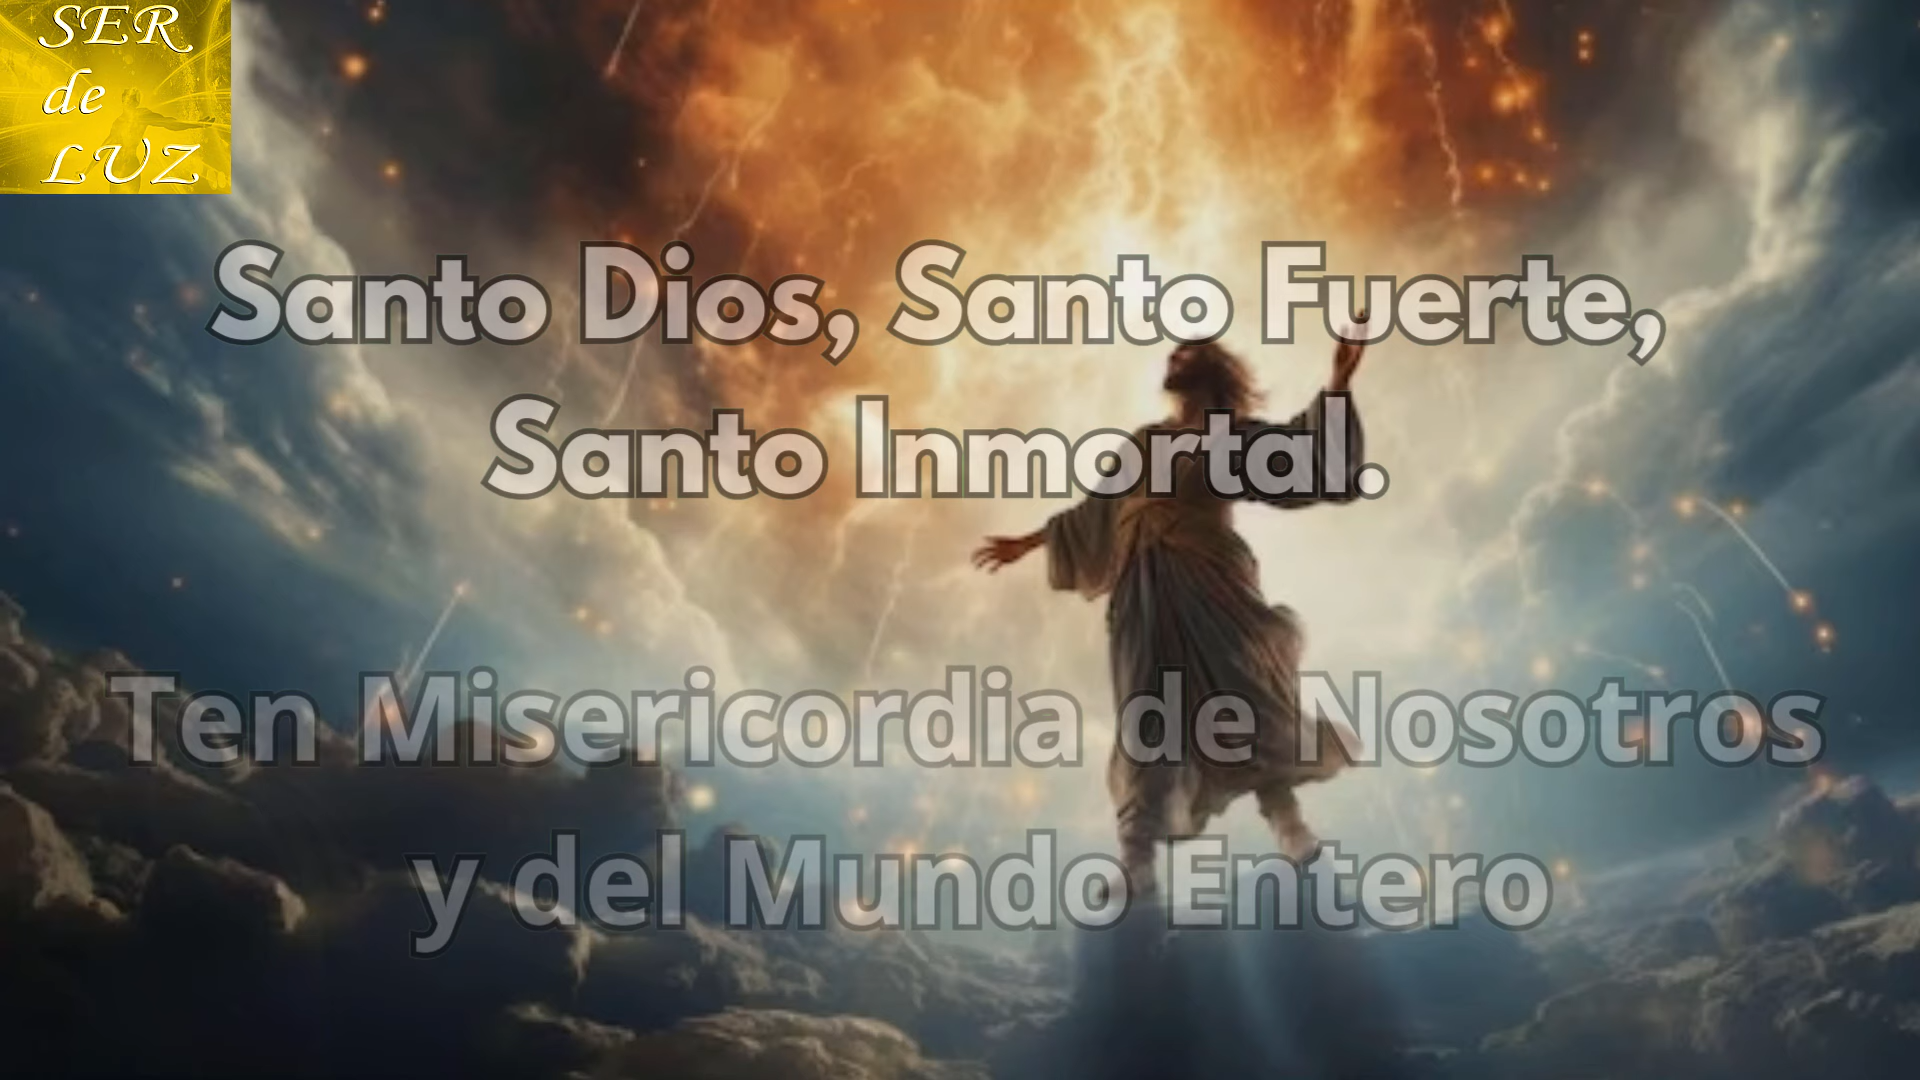 SER
de
LUZ
Santo Dios, Santo Fuerte,
Santo Inmortal.
Ten Misericordia de Nosotros
y del Mundo Entero